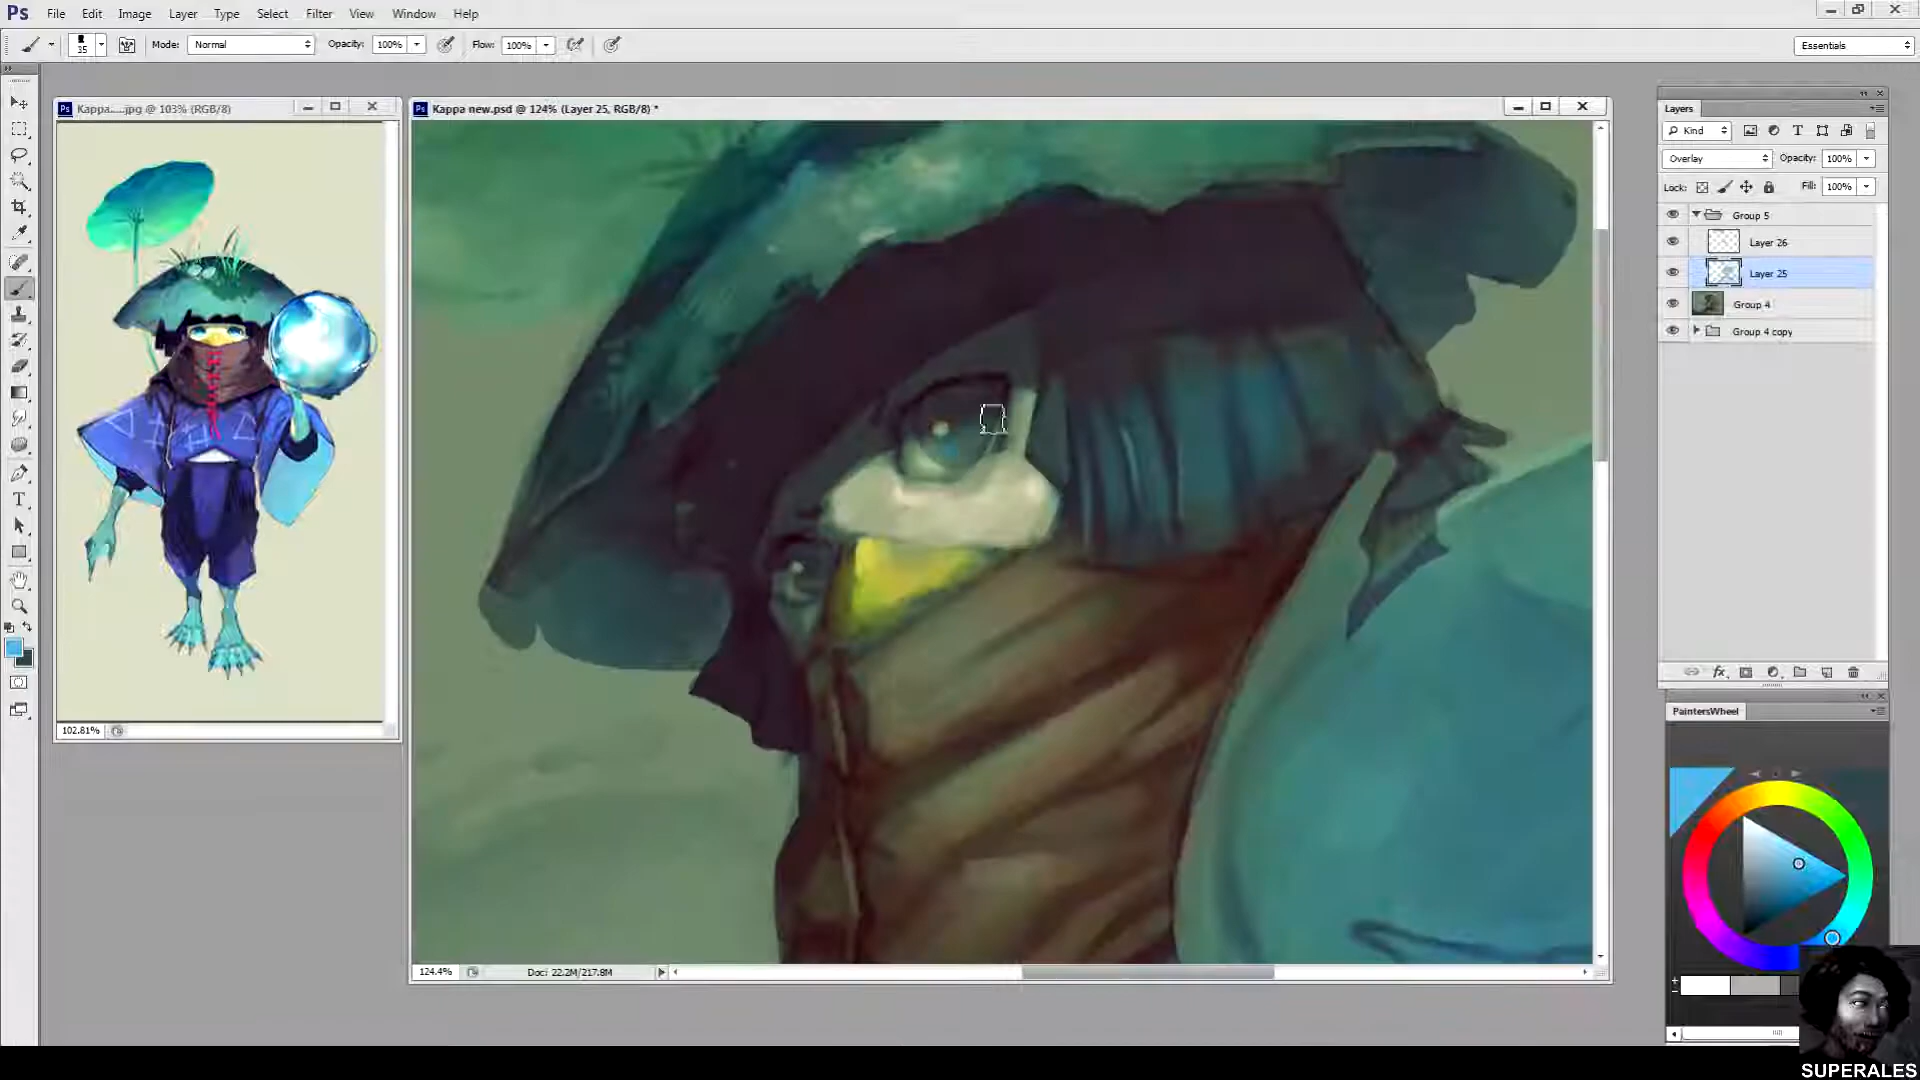 Ps File Edit Image Layer Type Select Filter View Window Help
35 Mode: Normal Opacity: 100% Flow: 100% Essentials
Ps Kappa....jpg @ 103% (RGB/8)
Ps Kappa new.psd @ 124% (Layer 25, RGB/8) *
Layers
Kind
Overlay Opacity: 100%
Lock: Fill: 100%
Group 5
Layer 26
Layer 25
Group 4
Group 4 copy
102.81%
PaintersWheel
124.4% Doc: 22.2M/217.8M
SUPERALES